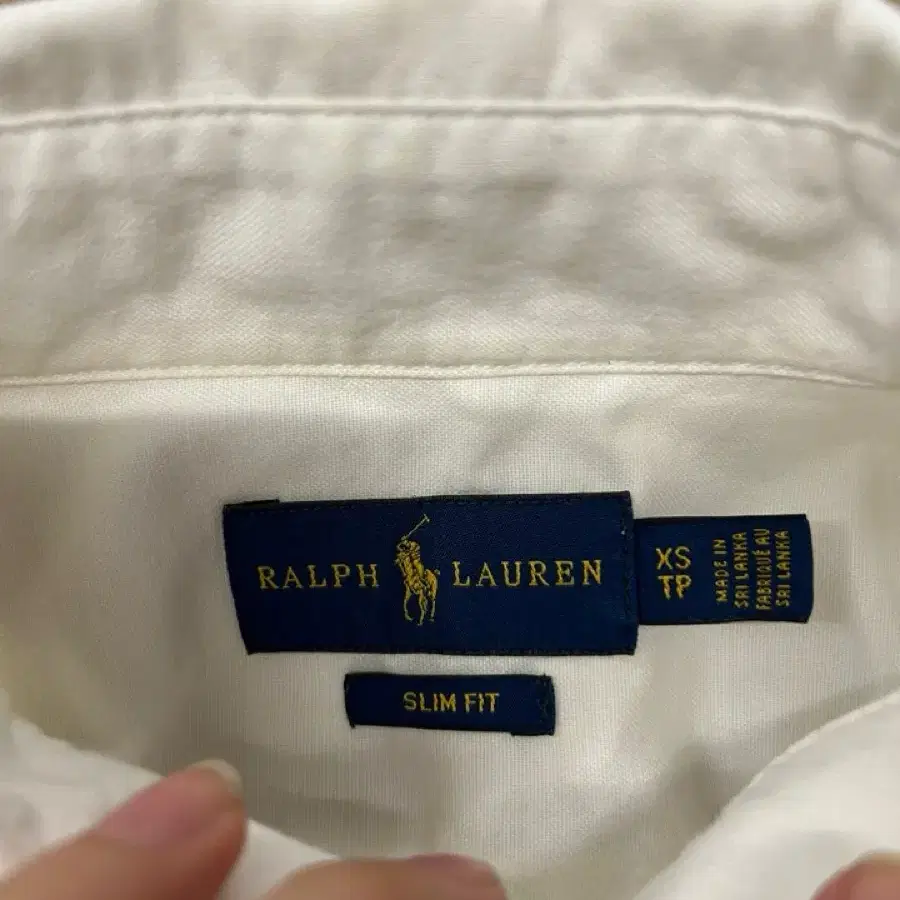 RALPH LAUREN
XS
TP
MADE IN
SRI LANKA
FABRIQUÉ AU
SRI LANKA
SLIM FIT